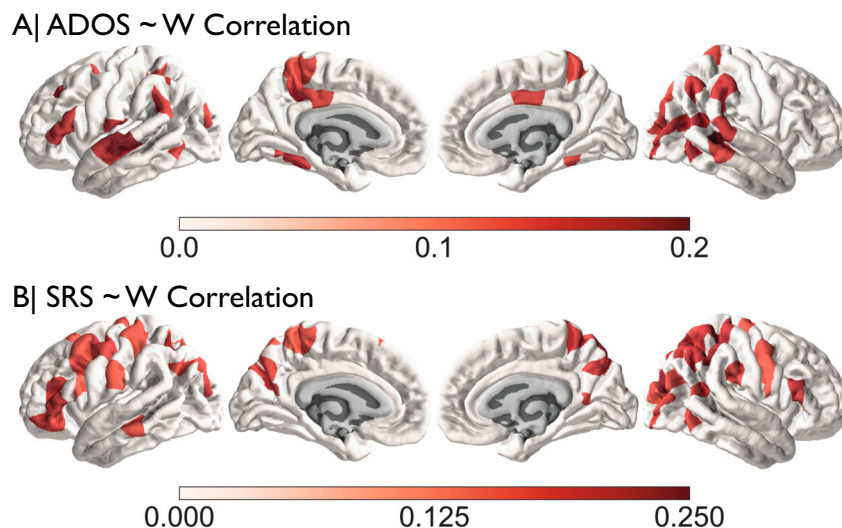 A| ADOS ~ W Correlation
0.0 0.1 0.2
B| SRS ~ W Correlation
0.000 0.125 0.250